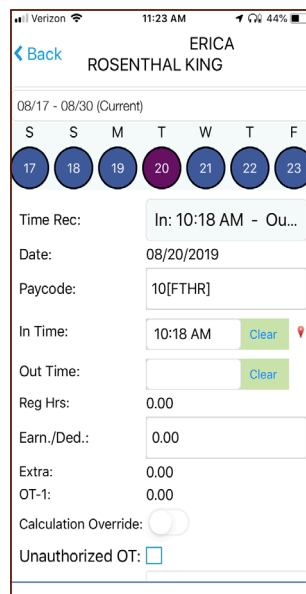 Verizon 11:23 AM 44%
Back ERICA
ROSENTHAL KING
08/17 - 08/30 (Current)
S S M T W T F
17 18 19 20 21 22 23
Time Rec: In: 10:18 AM - Ou...
Date: 08/20/2019
Paycode: 10[FTHR]
In Time: 10:18 AM Clear
Out Time: Clear
Reg Hrs: 0.00
Earn./Ded.: 0.00
Extra: 0.00
OT-1: 0.00
Calculation Override:
Unauthorized OT: